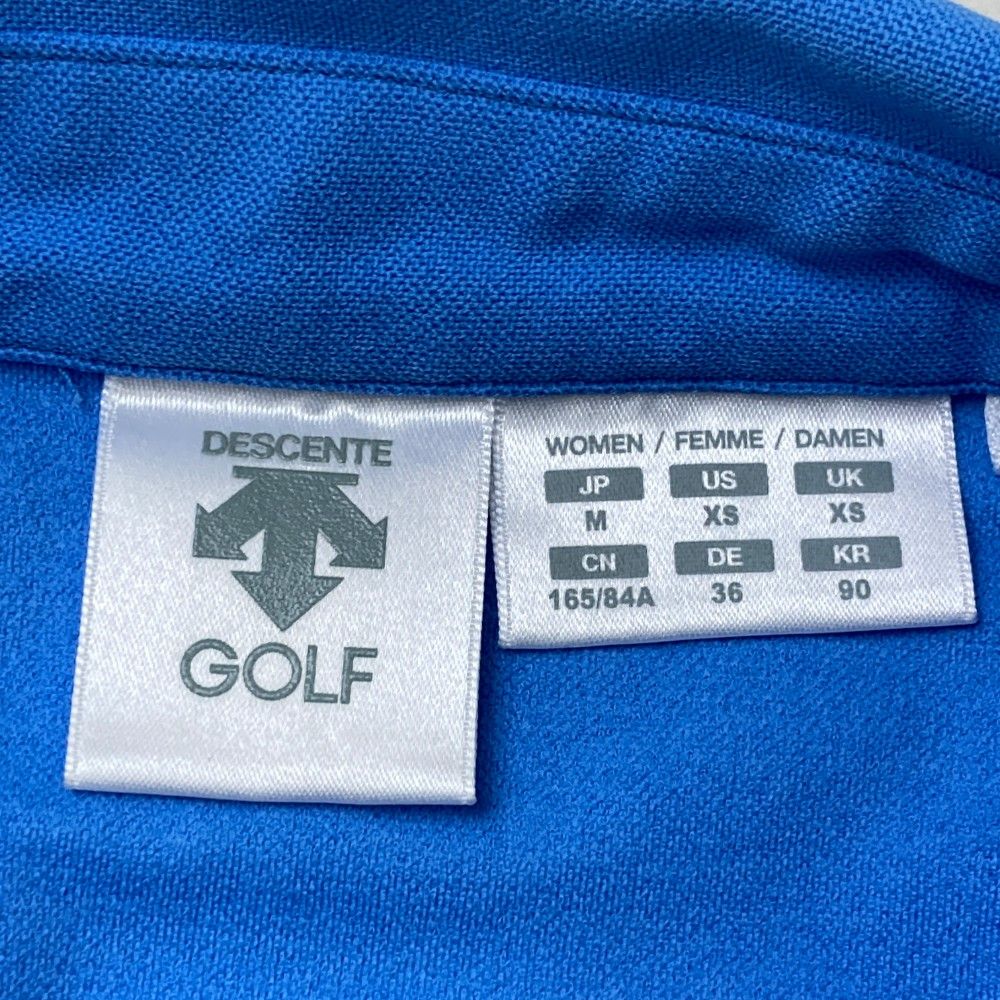 DESCENTE
GOLF
WOMEN / FEMME / DAMEN
JP US UK
M XS XS
CN DE KR
165/84A 36 90